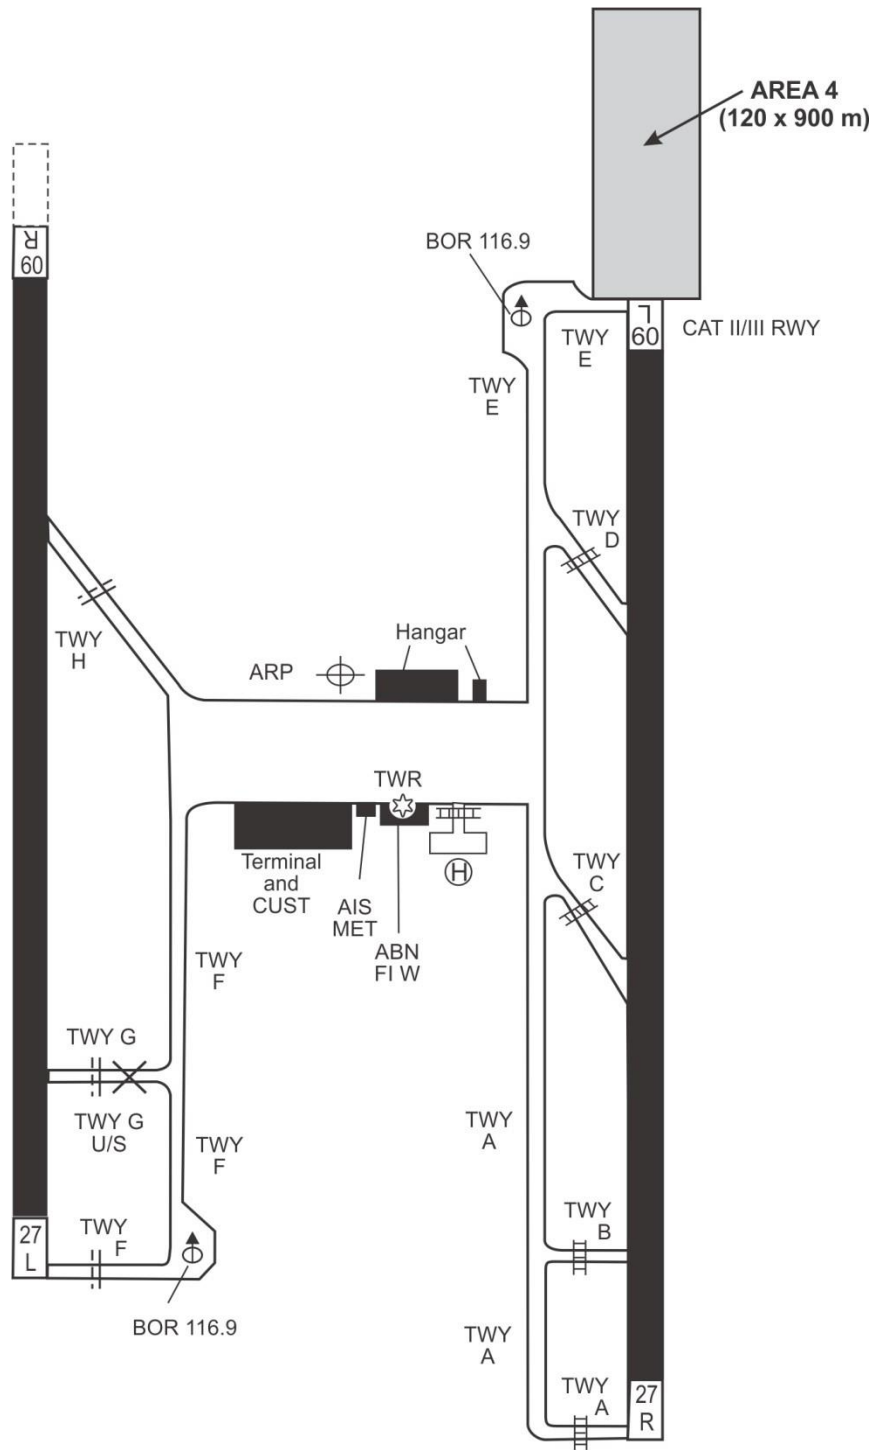 AREA 4
(120 x 900 m)
BOR 116.9
09
R
09
L
CAT II/III RWY
TWY
E
TWY
E
TWY
D
TWY
H
ARP
Hangar
TWR
Terminal
and
CUST
AIS
MET
ABN
FI W
H
TWY
C
TWY
F
TWY G
TWY G
U/S
TWY
F
TWY
A
TWY
B
27
L
TWY
F
BOR 116.9
TWY
A
TWY
A
27
R